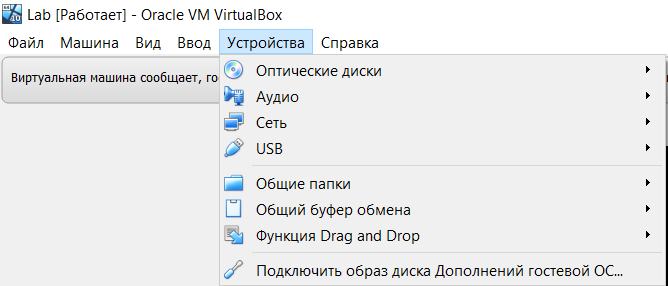 Lab [Работает] - Oracle VM VirtualBox
Файл Машина Вид Ввод Устройства Справка
Виртуальная машина сообщает, го
Оптические диски
Аудио
Сеть
USB
Общие папки
Общий буфер обмена
Функция Drag and Drop
Подключить образ диска Дополнений гостевой ОС...